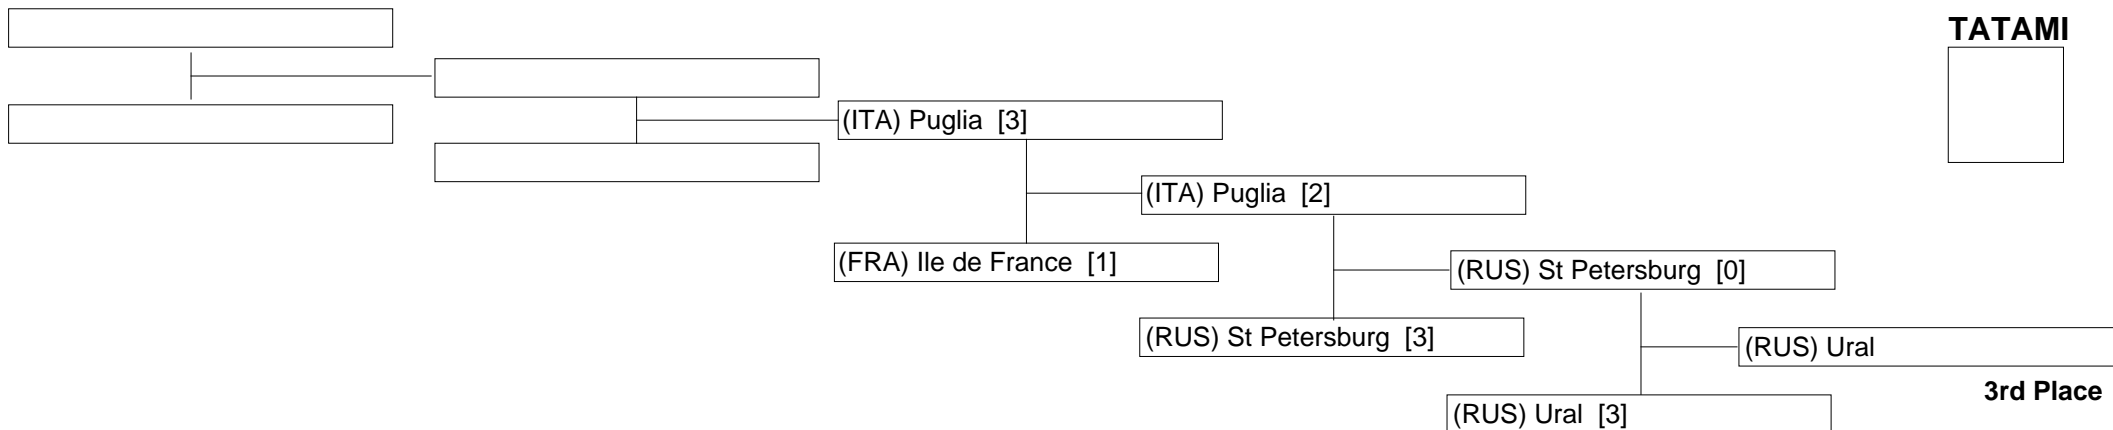 TATAMI
(ITA) Puglia [3]
(ITA) Puglia [2]
(FRA) Ile de France [1]
(RUS) St Petersburg [0]
(RUS) St Petersburg [3]
(RUS) Ural
3rd Place
(RUS) Ural [3]